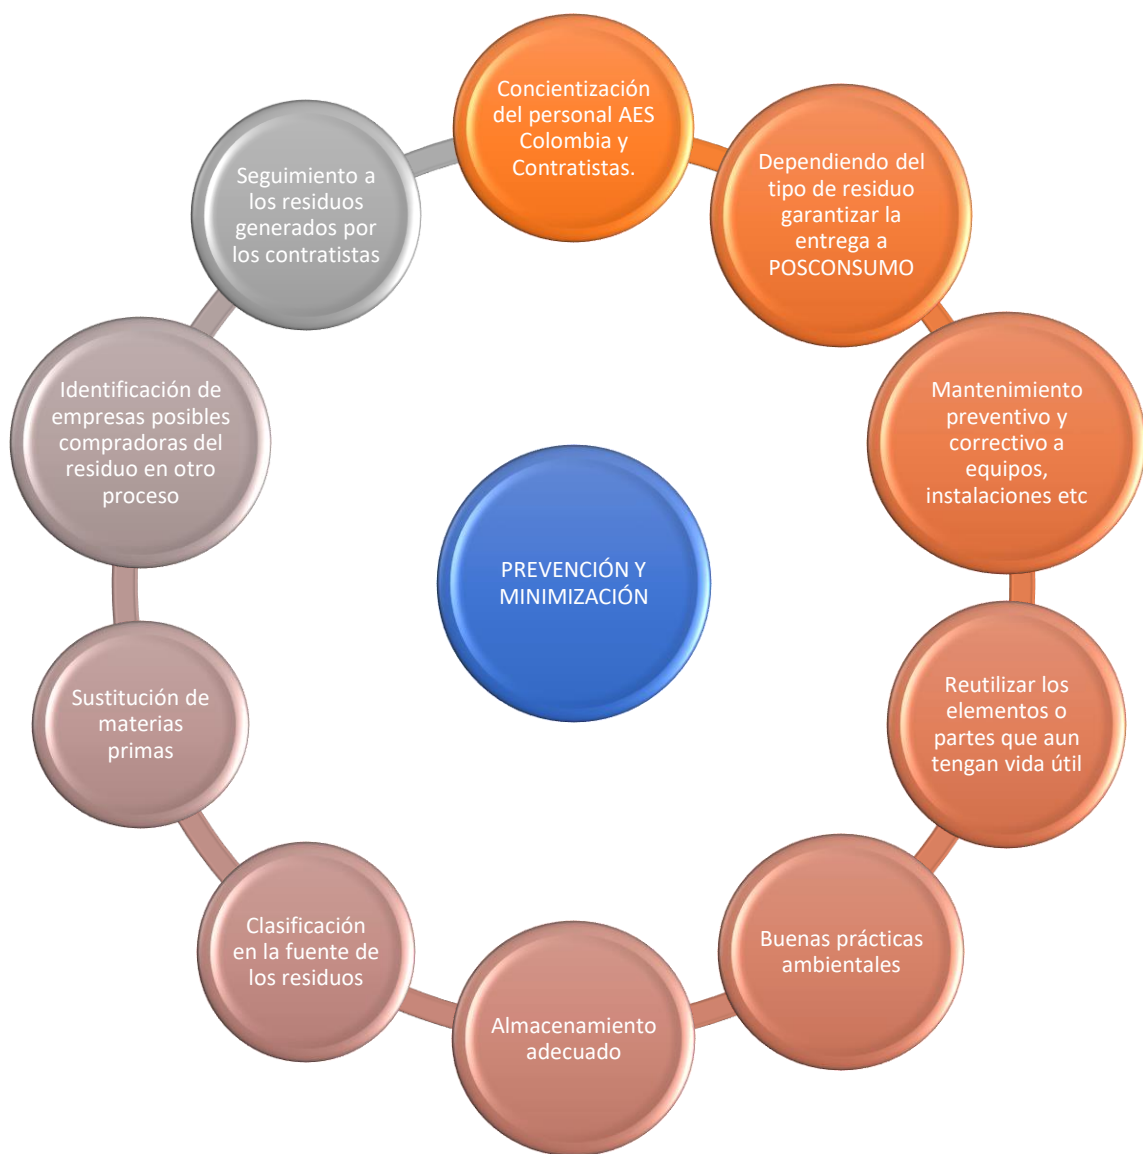 Concientización
del personal AES
Colombia y
Contratistas.
Dependiendo del
tipo de residuo
garantizar la
entrega a
POSCONSUMO
Mantenimiento
preventivo y
correctivo a
equipos,
instalaciones etc
Reutilizar los
elementos o
partes que aun
tengan vida útil
Buenas prácticas
ambientales
Almacenamiento
adecuado
Clasificación
en la fuente de
los residuos
Sustitución de
materias
primas
Identificación de
empresas posibles
compradoras del
residuo en otro
proceso
Seguimiento a
los residuos
generados por
los contratistas
PREVENCIÓN Y
MINIMIZACIÓN